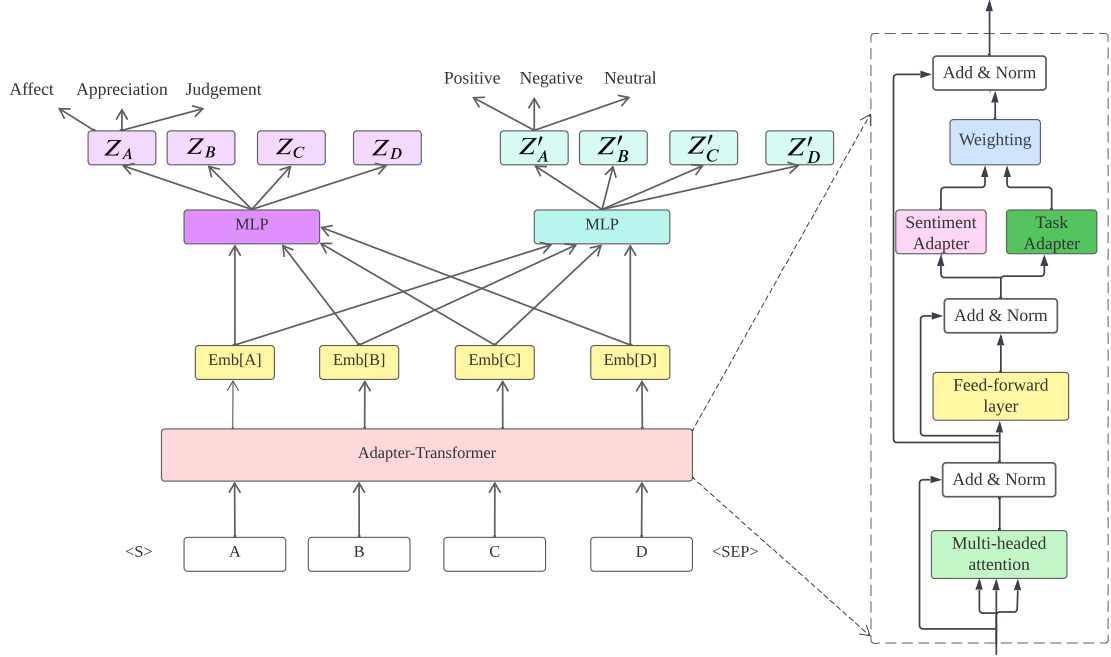 Affect Appreciation Judgement
Positive Negative Neutral
Z_A Z_B Z_C Z_D
Z'_A Z'_B Z'_C Z'_D
MLP
MLP
Emb[A] Emb[B] Emb[C] Emb[D]
Adapter-Transformer
<S> A B C D <SEP>
Add & Norm
Weighting
Sentiment
Adapter
Task
Adapter
Add & Norm
Feed-forward
layer
Add & Norm
Multi-headed
attention